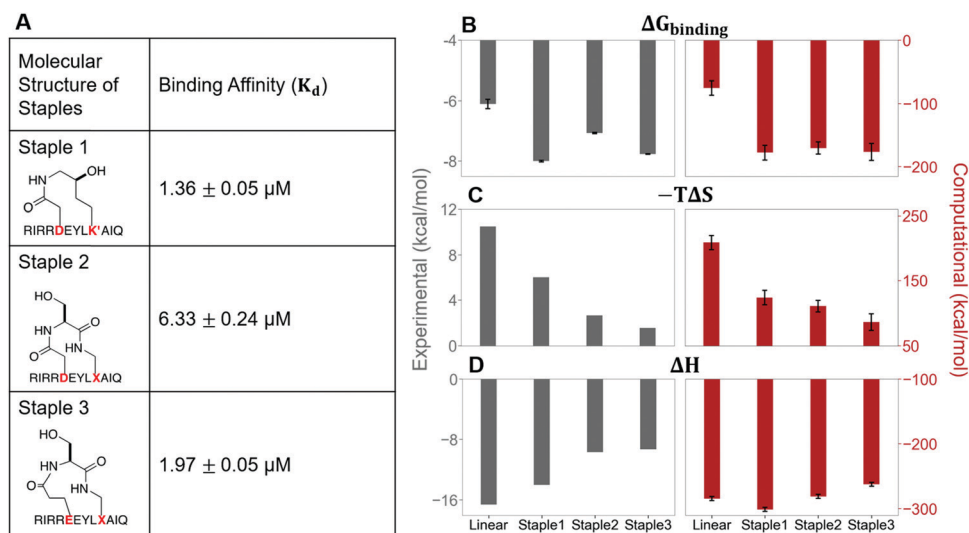 A
Molecular
Structure of
Staples
Binding Affinity (K_d)
Staple 1
OH
HN
O
RIRRDEYLK'AIQ
1.36 ± 0.05 µM
Staple 2
HO
O
HN
HN
O
RIRRDEYLXAIQ
6.33 ± 0.24 µM
Staple 3
HO
O
HN
HN
O
RIRREEYLXAIQ
1.97 ± 0.05 µM
B
ΔG_binding
-4
-6
-8
0
-100
-200
C
−TΔS
12
8
4
0
250
150
50
D
ΔH
0
-8
-16
-100
-200
-300
Experimental (kcal/mol)
Computational (kcal/mol)
Linear Staple1 Staple2 Staple3
Linear Staple1 Staple2 Staple3